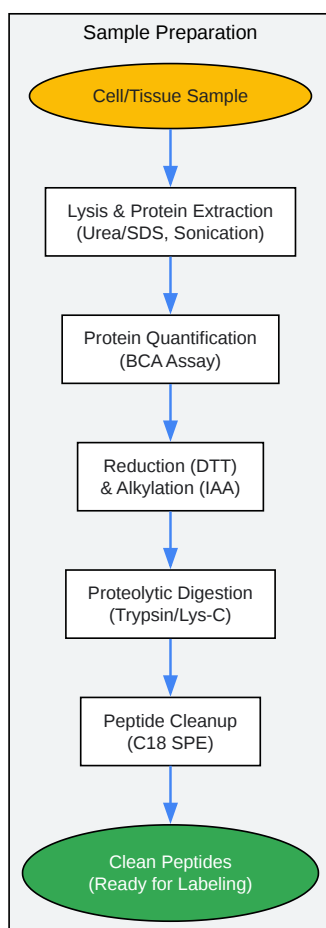 Sample Preparation
Cell/Tissue Sample
Lysis & Protein Extraction
(Urea/SDS, Sonication)
Protein Quantification
(BCA Assay)
Reduction (DTT)
& Alkylation (IAA)
Proteolytic Digestion
(Trypsin/Lys-C)
Peptide Cleanup
(C18 SPE)
Clean Peptides
(Ready for Labeling)